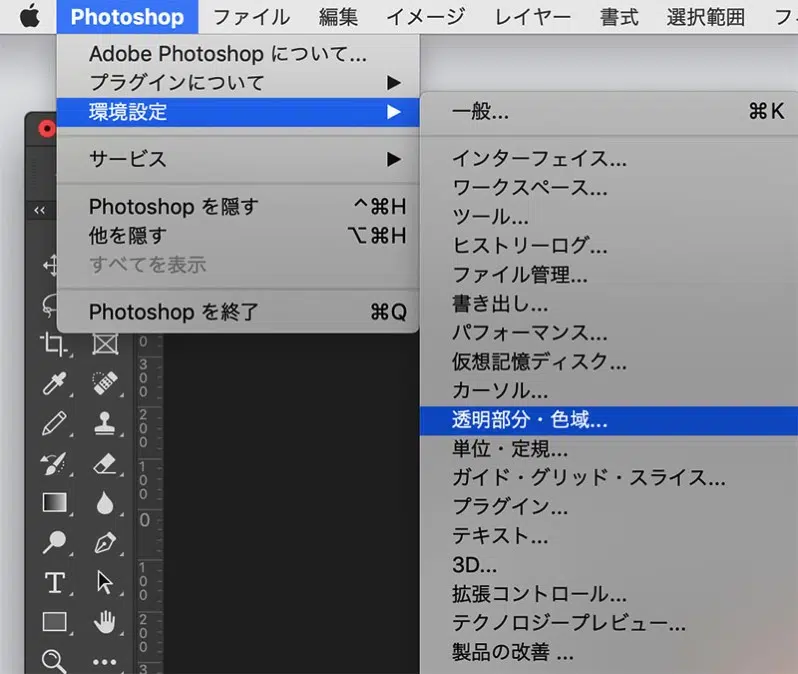 Photoshop ファイル 編集 イメージ レイヤー 書式 選択範囲 フ
Adobe Photoshop について...
プラグインについて ▶
環境設定 ▶
サービス ▶
Photoshop を隠す ^⌘H
他を隠す ⌥⌘H
すべてを表示
Photoshop を終了 ⌘Q
一般... ⌘K
インターフェイス...
ワークスペース...
ツール...
ヒストリーログ...
ファイル管理...
書き出し...
パフォーマンス...
仮想記憶ディスク...
カーソル...
透明部分・色域...
単位・定規...
ガイド・グリッド・スライス...
プラグイン...
テキスト...
3D...
拡張コントロール...
テクノロジープレビュー...
製品の改善 ...
0
300
200
100
0
100
200
3